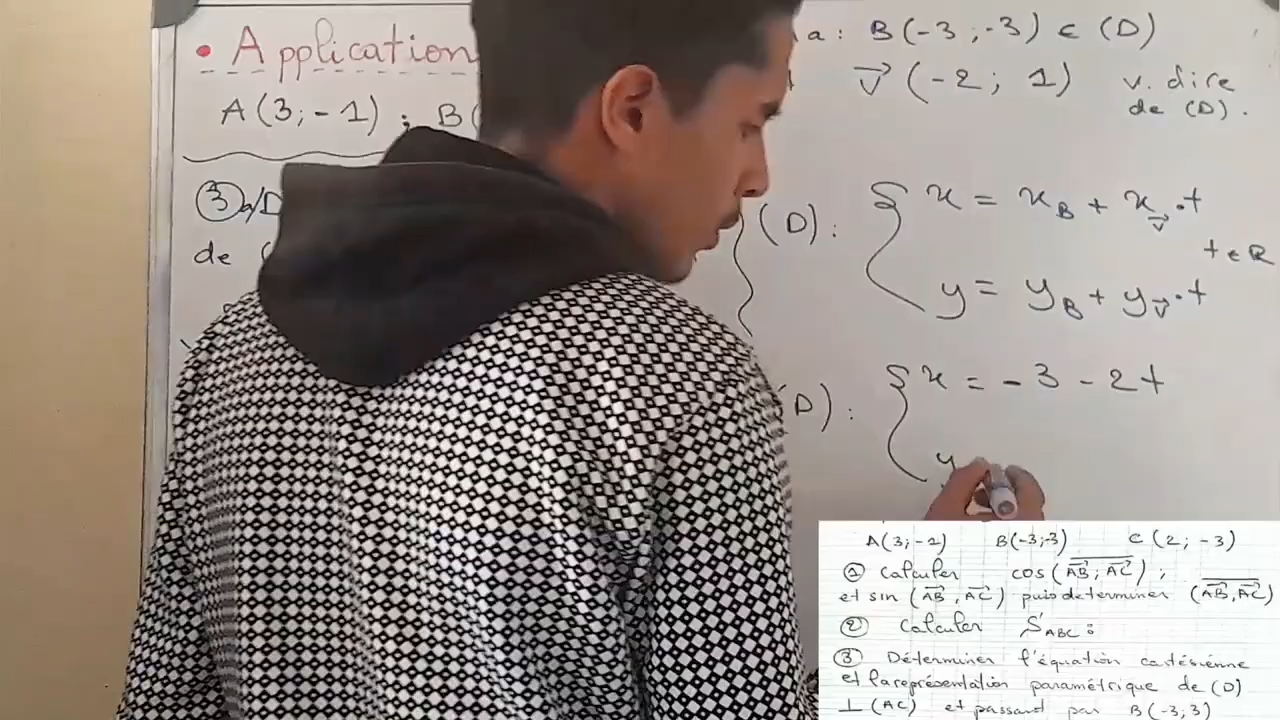 • Application
A(3;-1) ; B(
③ a/D
de (
a : B(-3;-3) ∈ (D)
v⃗ (-2; 1) v. dire
de (D).
(D): { x = x_B + x_v⃗ . t
t ∈ R
y = y_B + y_v⃗ . t
(D): { x = -3 - 2t
y
A(3;-1) B(-3;-3) C(2;-3)
① calculer cos(AB⃗; AC⃗);
et sin (AB⃗, AC⃗) puis determiner (AB⃗, AC⃗)
② calculer S_ABC :
③ Déterminer l'équation cartésienne
et la représentation paramétrique de (D)
⊥ (AC) et passant par B(-3;3)